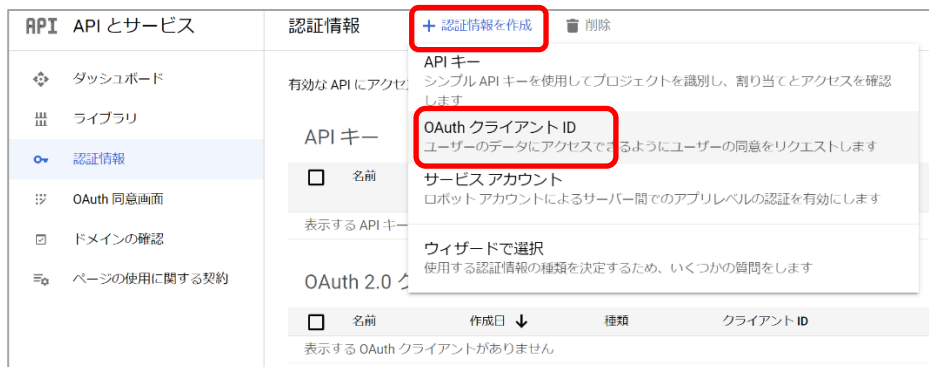 API APIとサービス
認証情報
+ 認証情報を作成
削除
ダッシュボード
ライブラリ
認証情報
OAuth 同意画面
ドメインの確認
ページの使用に関する契約
有効な API にアクセ
API キー
シンプル API キーを使用してプロジェクトを識別し、割り当てとアクセスを確認
します
OAuth クライアント ID
ユーザーのデータにアクセスできるようにユーザーの同意をリクエストします
サービス アカウント
ロボット アカウントによるサーバー間でのアプリレベルの認証を有効にします
ウィザードで選択
使用する認証情報の種類を決定するため、いくつかの質問をします
API キー
名前
表示する API キー
OAuth 2.0 ク
名前 作成日 ↓ 種類 クライアント ID
表示する OAuth クライアントがありません